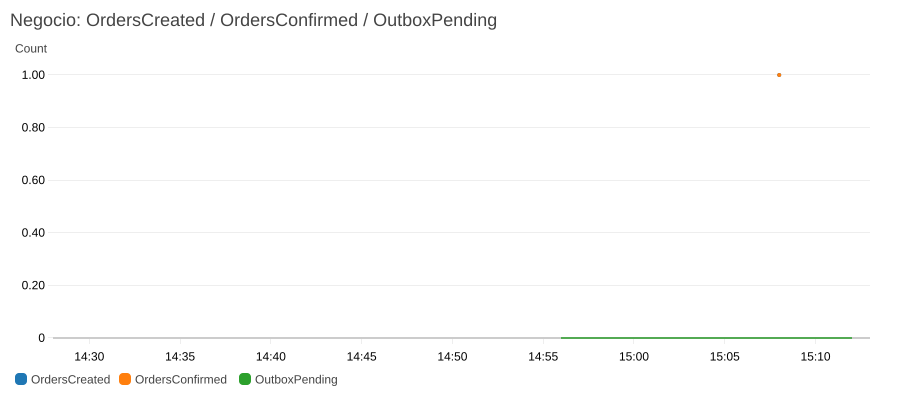 Negocio: OrdersCreated / OrdersConfirmed / OutboxPending
Count
1.00
0.80
0.60
0.40
0.20
0
14:30 14:35 14:40 14:45 14:50 14:55 15:00 15:05 15:10
OrdersCreated OrdersConfirmed OutboxPending